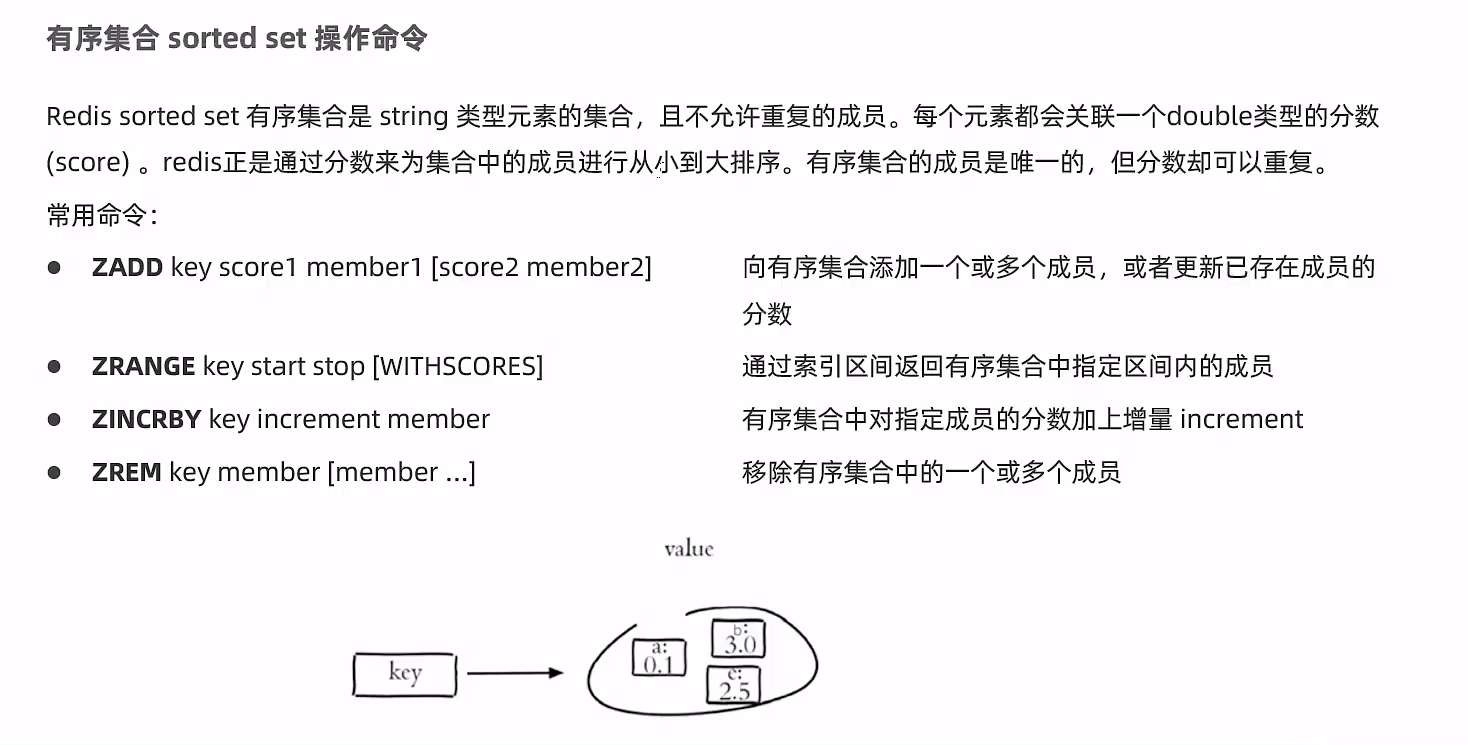 有序集合 sorted set 操作命令
Redis sorted set 有序集合是 string 类型元素的集合，且不允许重复的成员。每个元素都会关联一个double类型的分数
(score) 。redis正是通过分数来为集合中的成员进行从小到大排序。有序集合的成员是唯一的，但分数却可以重复。
常用命令：
● ZADD key score1 member1 [score2 member2] 向有序集合添加一个或多个成员，或者更新已存在成员的
分数
● ZRANGE key start stop [WITHSCORES] 通过索引区间返回有序集合中指定区间内的成员
● ZINCRBY key increment member 有序集合中对指定成员的分数加上增量 increment
● ZREM key member [member ...] 移除有序集合中的一个或多个成员
value
key
a:
0.1
b:
3.0
c:
2.5